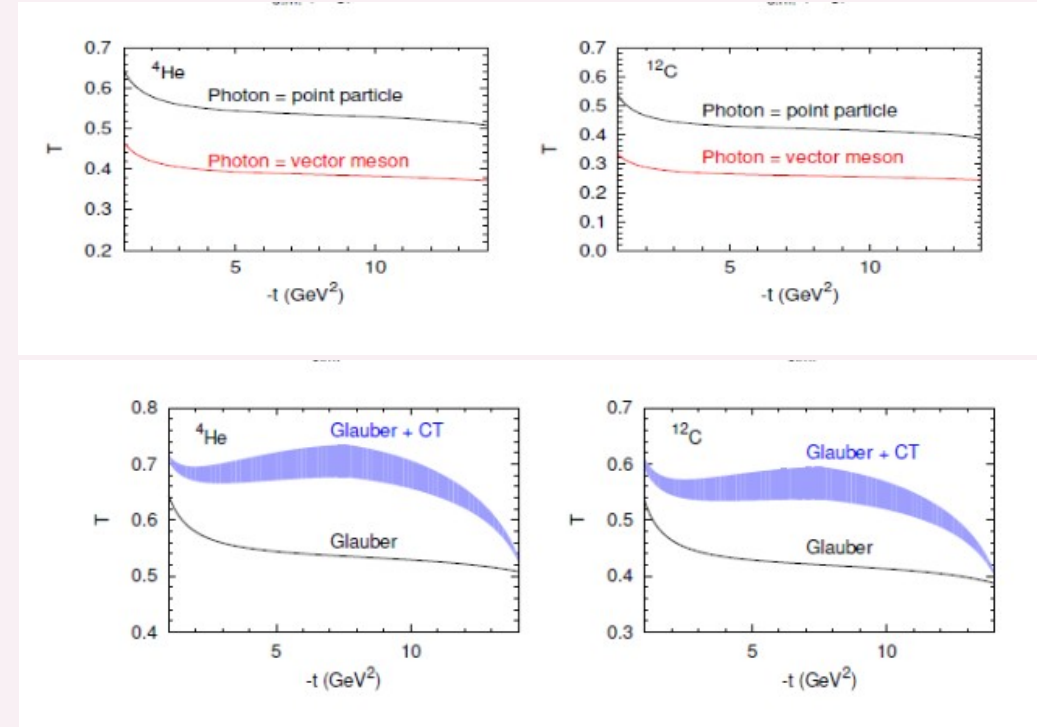 0.7
0.6
0.5
0.4
0.3
0.2
T
⁴He
Photon = point particle
Photon = vector meson
5 10
-t (GeV²)
0.7
0.6
0.5
0.4
0.3
0.2
0.1
0.0
T
¹²C
Photon = point particle
Photon = vector meson
5 10
-t (GeV²)
0.8
0.7
0.6
0.5
0.4
T
⁴He
Glauber + CT
Glauber
5 10
-t (GeV²)
0.7
0.6
0.5
0.4
0.3
T
¹²C
Glauber + CT
Glauber
5 10
-t (GeV²)